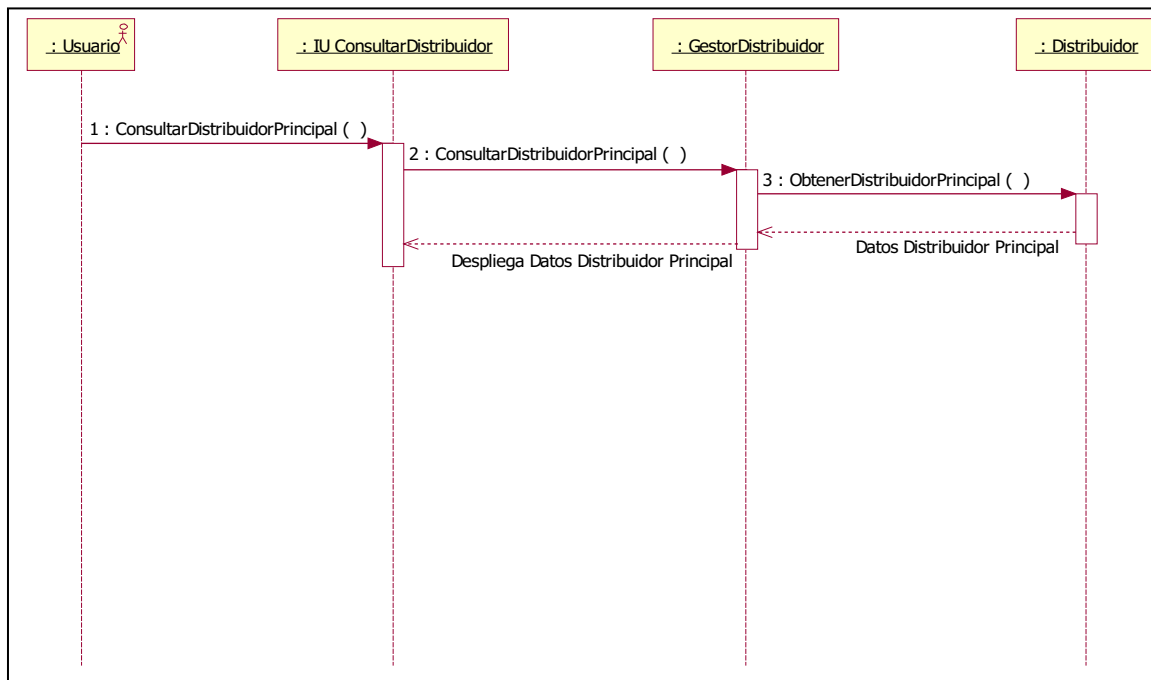 : Usuario
: IU ConsultarDistribuidor
: GestorDistribuidor
: Distribuidor
1 : ConsultarDistribuidorPrincipal ( )
2 : ConsultarDistribuidorPrincipal ( )
3 : ObtenerDistribuidorPrincipal ( )
Datos Distribuidor Principal
Despliega Datos Distribuidor Principal